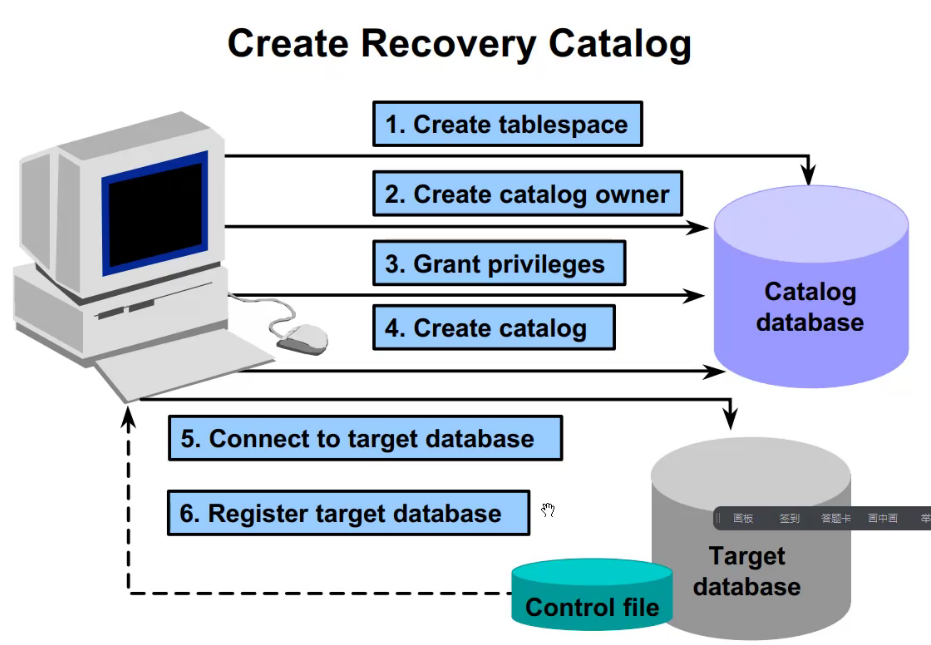 Create Recovery Catalog
1. Create tablespace
2. Create catalog owner
3. Grant privileges
4. Create catalog
Catalog
database
5. Connect to target database
6. Register target database
画板 签到 答题卡 画中画 举
Target
database
Control file